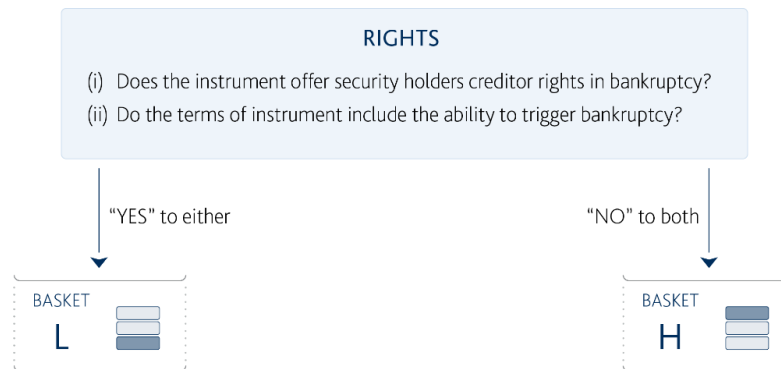 RIGHTS
(i) Does the instrument offer security holders creditor rights in bankruptcy?
(ii) Do the terms of instrument include the ability to trigger bankruptcy?
“YES” to either
“NO” to both
BASKET
L
BASKET
H